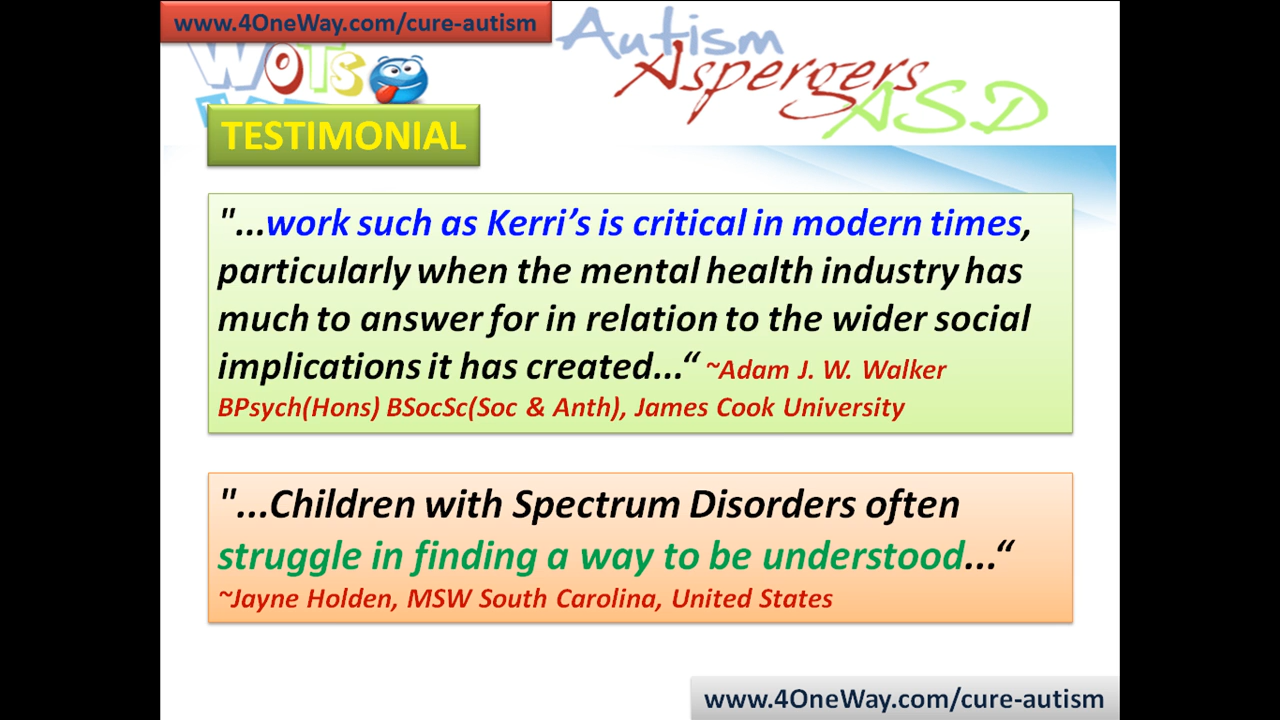 www.4OneWay.com/cure-autism
Autism
Aspergers
ASD
WOTS
TESTIMONIAL
"...work such as Kerri’s is critical in modern times,
particularly when the mental health industry has
much to answer for in relation to the wider social
implications it has created...“ ~Adam J. W. Walker
BPsych(Hons) BSocSc(Soc & Anth), James Cook University
"...Children with Spectrum Disorders often
struggle in finding a way to be understood...“
~Jayne Holden, MSW South Carolina, United States
www.4OneWay.com/cure-autism